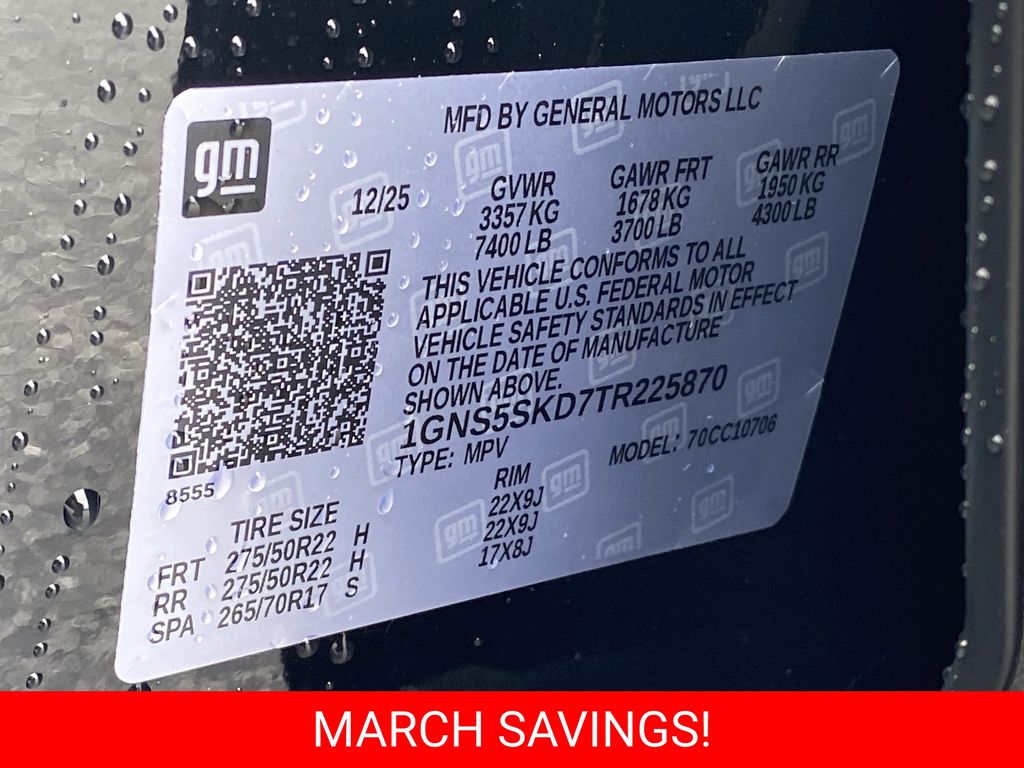 MFD BY GENERAL MOTORS LLC
gm
12/25
GVWR
3357 KG
7400 LB
GAWR FRT
1678 KG
3700 LB
GAWR RR
1950 KG
4300 LB
THIS VEHICLE CONFORMS TO ALL
APPLICABLE U.S. FEDERAL MOTOR
VEHICLE SAFETY STANDARDS IN EFFECT
ON THE DATE OF MANUFACTURE
SHOWN ABOVE.
1GNS5SKD7TR225870
TYPE: MPV
MODEL: 70CC10706
8555
TIRE SIZE
RIM
FRT 275/50R22 H 22X9J
RR 275/50R22 H 22X9J
SPA 265/70R17 S 17X8J
MARCH SAVINGS!